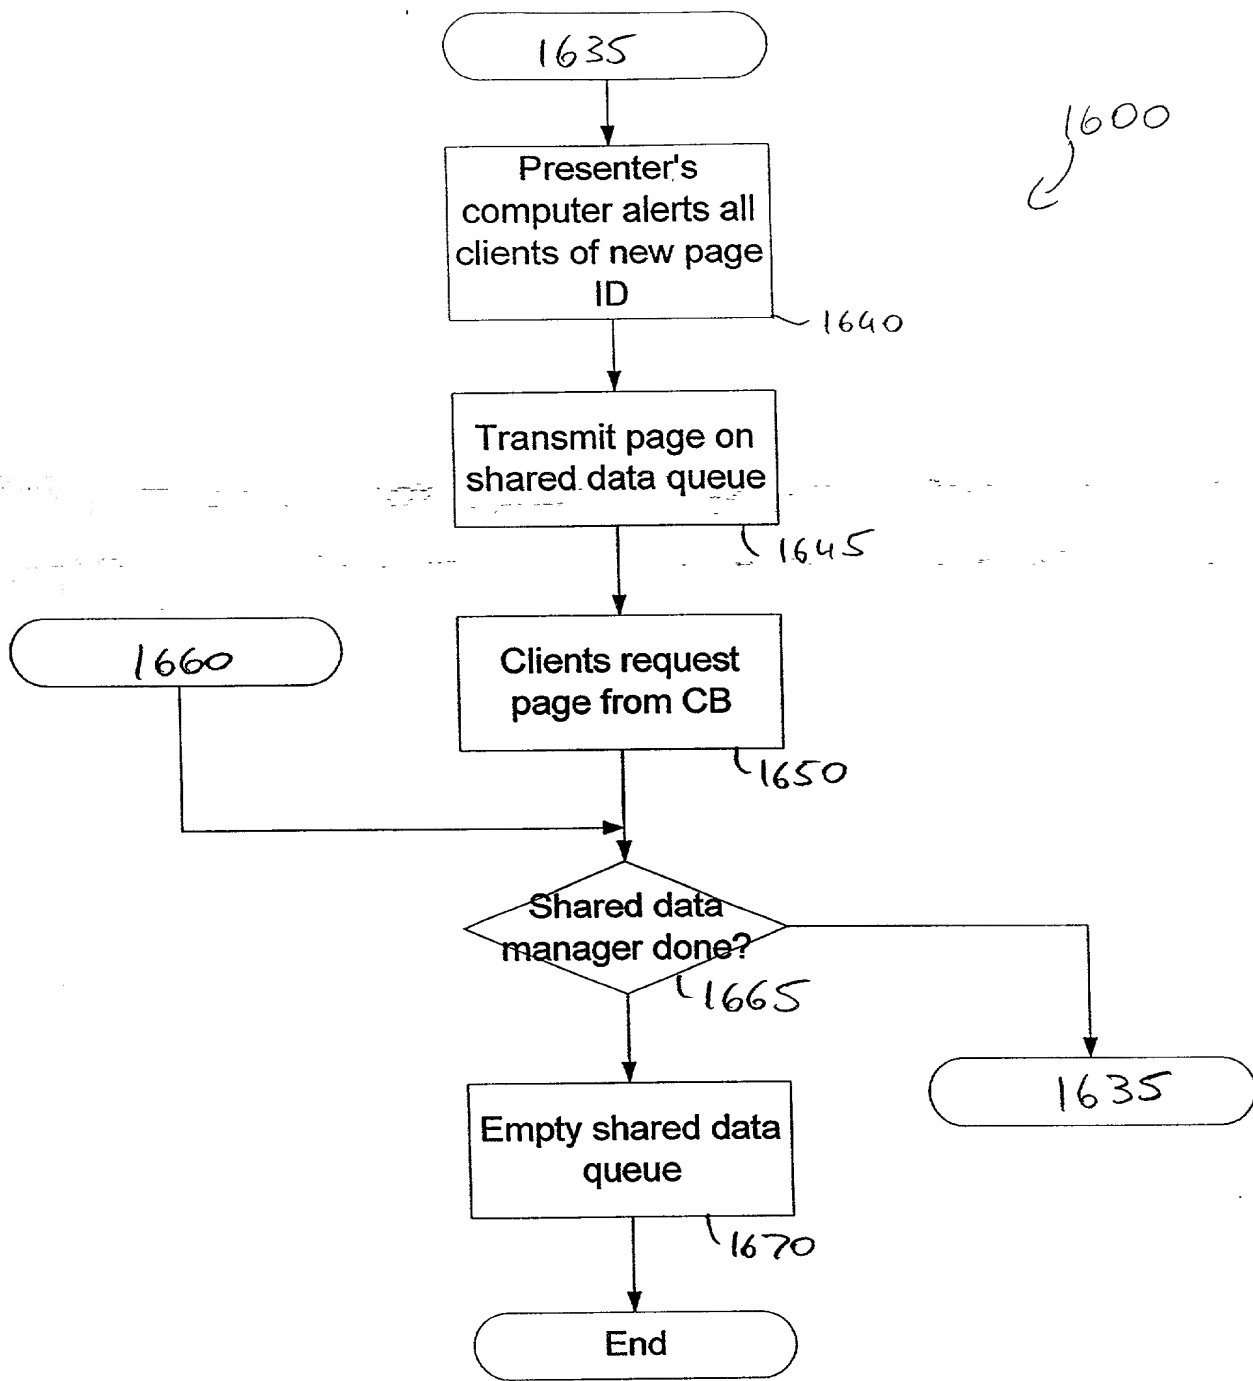 1635
1600
Presenter's
computer alerts all
clients of new page
ID
1640
Transmit page on
shared data queue
1645
1660
Clients request
page from CB
1650
Shared data
manager done?
1665
1635
Empty shared data
queue
1670
End